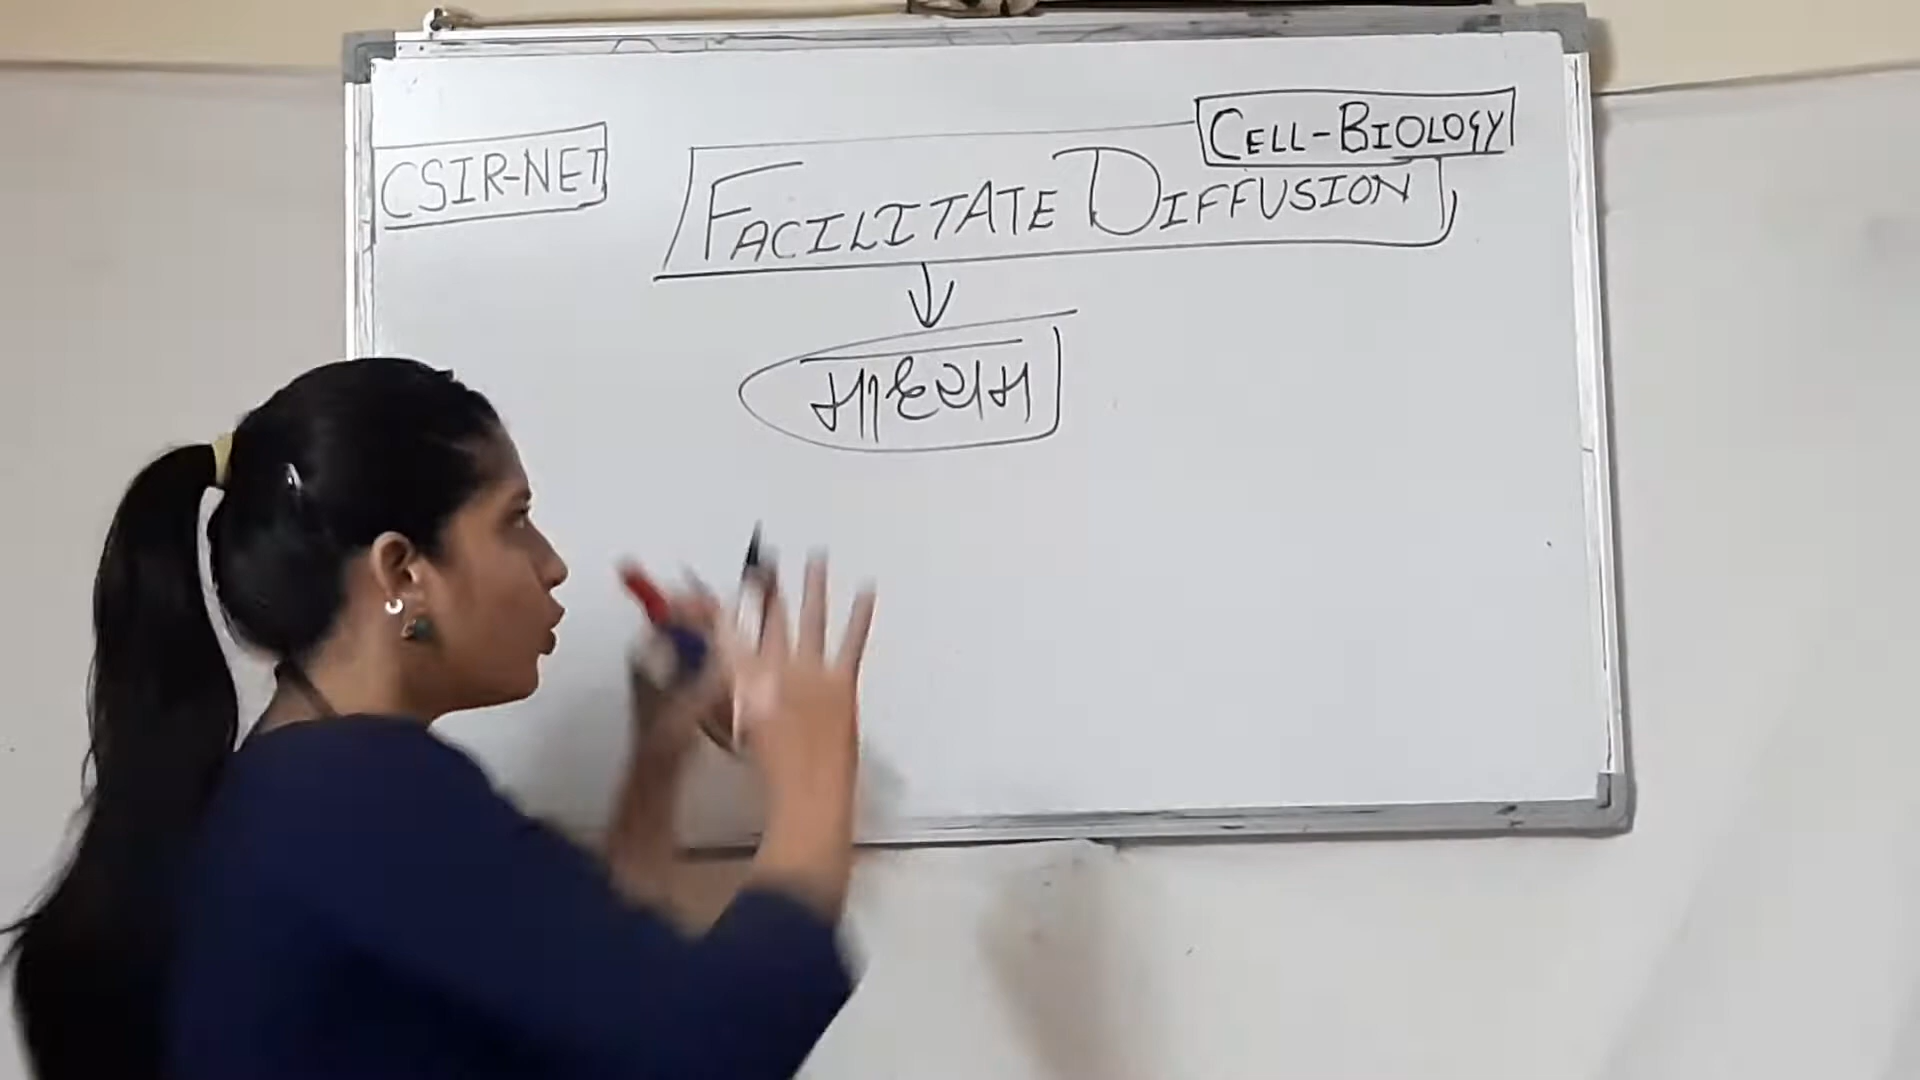 CELL-BIOLOGY
CSIR-NET
FACILITATE DIFFUSION
माध्यम